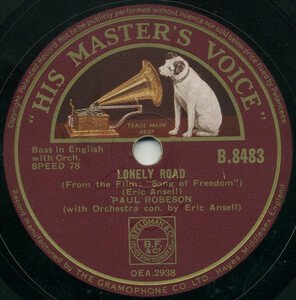 "HIS MASTER'S VOICE"
TRADE MARK
Bass in English
with Orch.
SPEED 78
B.8483
LONELY ROAD
(From the Film: "Song of Freedom")
(Eric Ansell)
PAUL ROBESON
(with Orchestra con. by Eric Ansell)
FELDMAN &
B.F.
& CO.
OEA.2938
Record manufactured by THE GRAMOPHONE CO LTD. Hayes, Middlesex, England